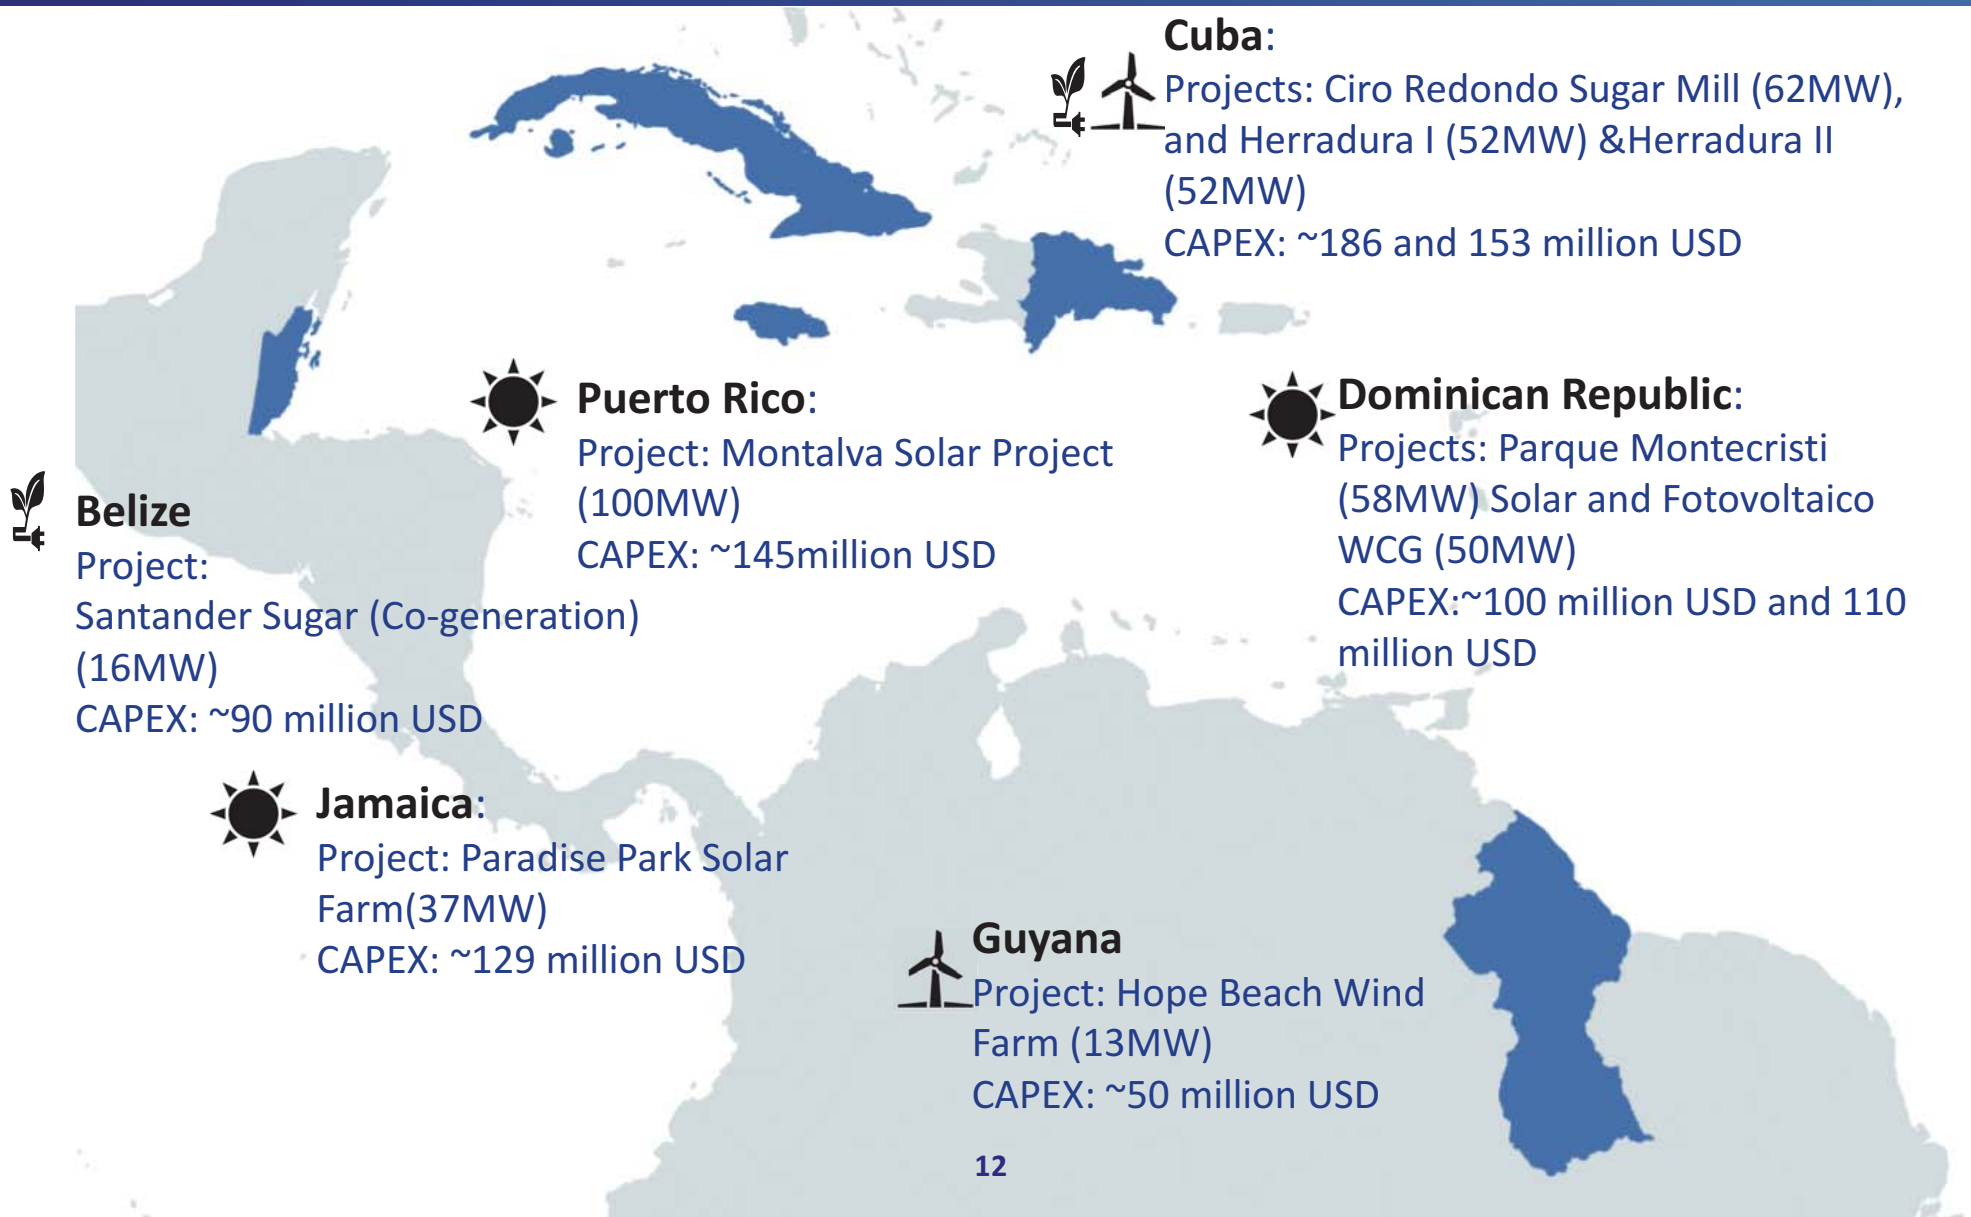 Cuba:
Projects: Ciro Redondo Sugar Mill (62MW),
and Herradura I (52MW) &Herradura II
(52MW)
CAPEX: ~186 and 153 million USD
Puerto Rico:
Project: Montalva Solar Project
(100MW)
CAPEX: ~145million USD
Dominican Republic:
Projects: Parque Montecristi
(58MW) Solar and Fotovoltaico
WCG (50MW)
CAPEX:~100 million USD and 110
million USD
Belize
Project:
Santander Sugar (Co-generation)
(16MW)
CAPEX: ~90 million USD
Jamaica:
Project: Paradise Park Solar
Farm(37MW)
CAPEX: ~129 million USD
Guyana
Project: Hope Beach Wind
Farm (13MW)
CAPEX: ~50 million USD
12